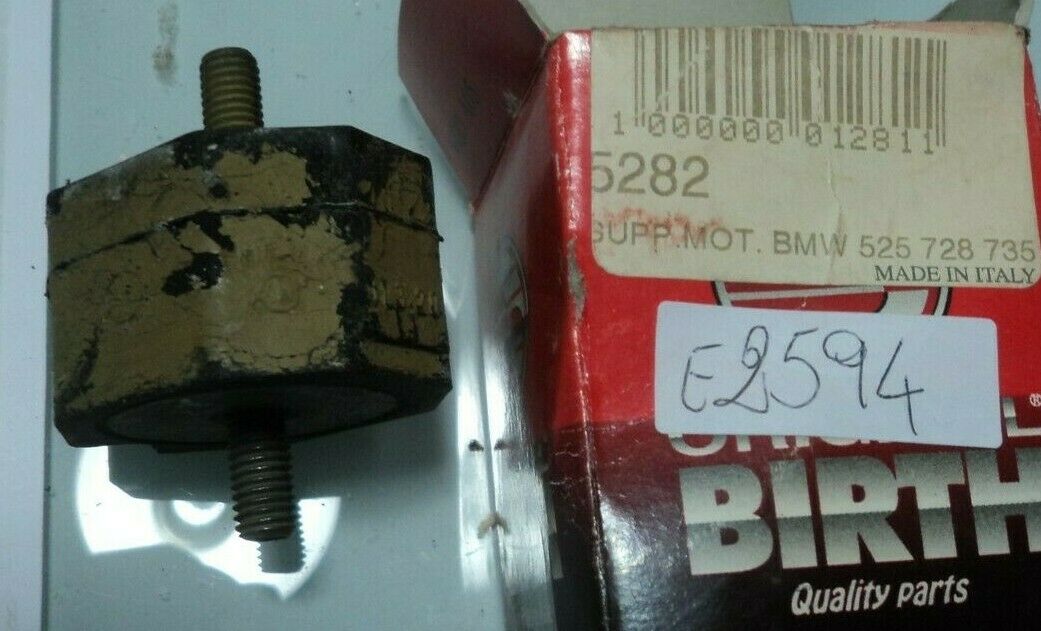 1 000000 012811
5282
SUPP.MOT. BMW 525 728 735
MADE IN ITALY
E2594
®
BIRTH
Quality parts